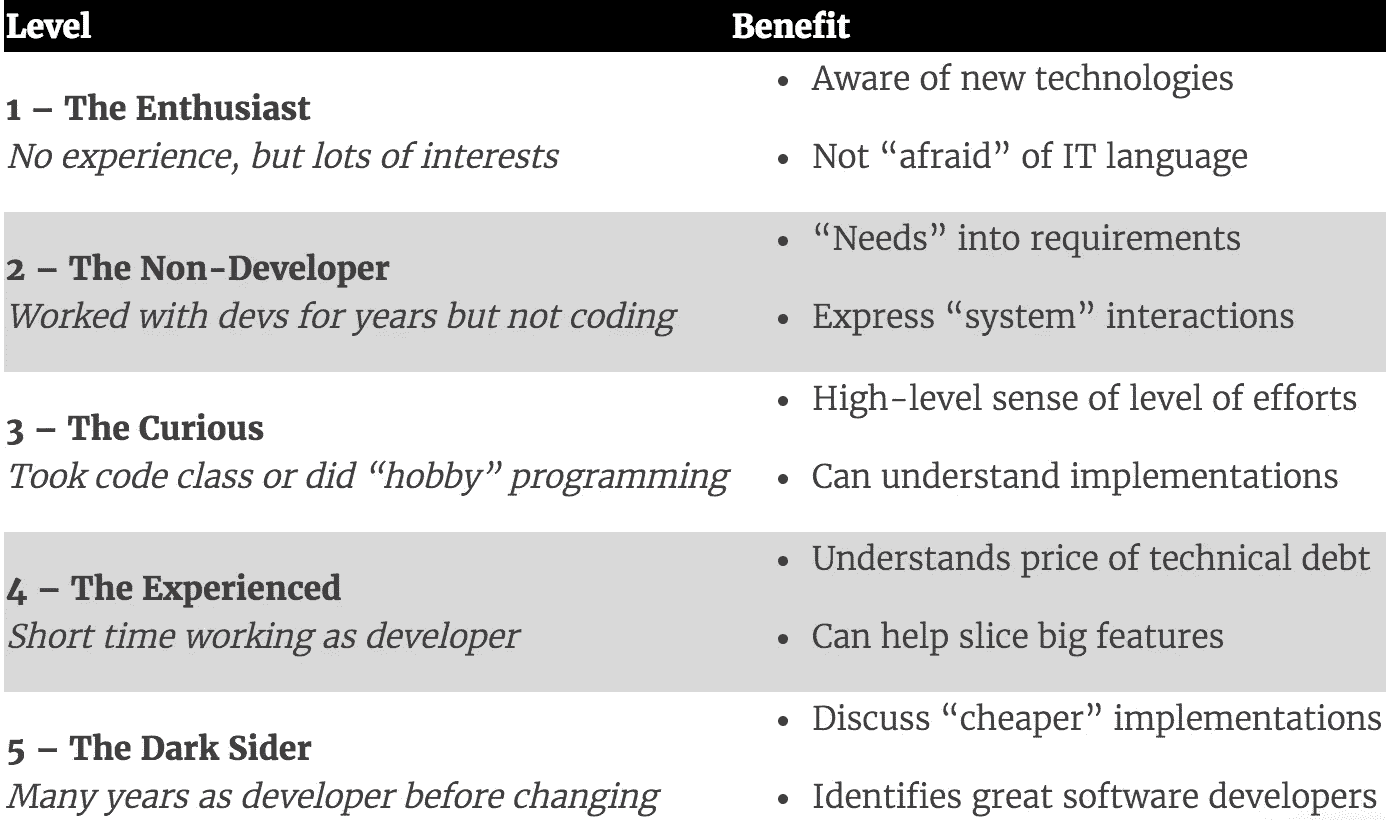 Level Benefit
1 – The Enthusiast
No experience, but lots of interests
• Aware of new technologies
• Not “afraid” of IT language
2 – The Non-Developer
Worked with devs for years but not coding
• “Needs” into requirements
• Express “system” interactions
3 – The Curious
Took code class or did “hobby” programming
• High-level sense of level of efforts
• Can understand implementations
4 – The Experienced
Short time working as developer
• Understands price of technical debt
• Can help slice big features
5 – The Dark Sider
Many years as developer before changing
• Discuss “cheaper” implementations
• Identifies great software developers